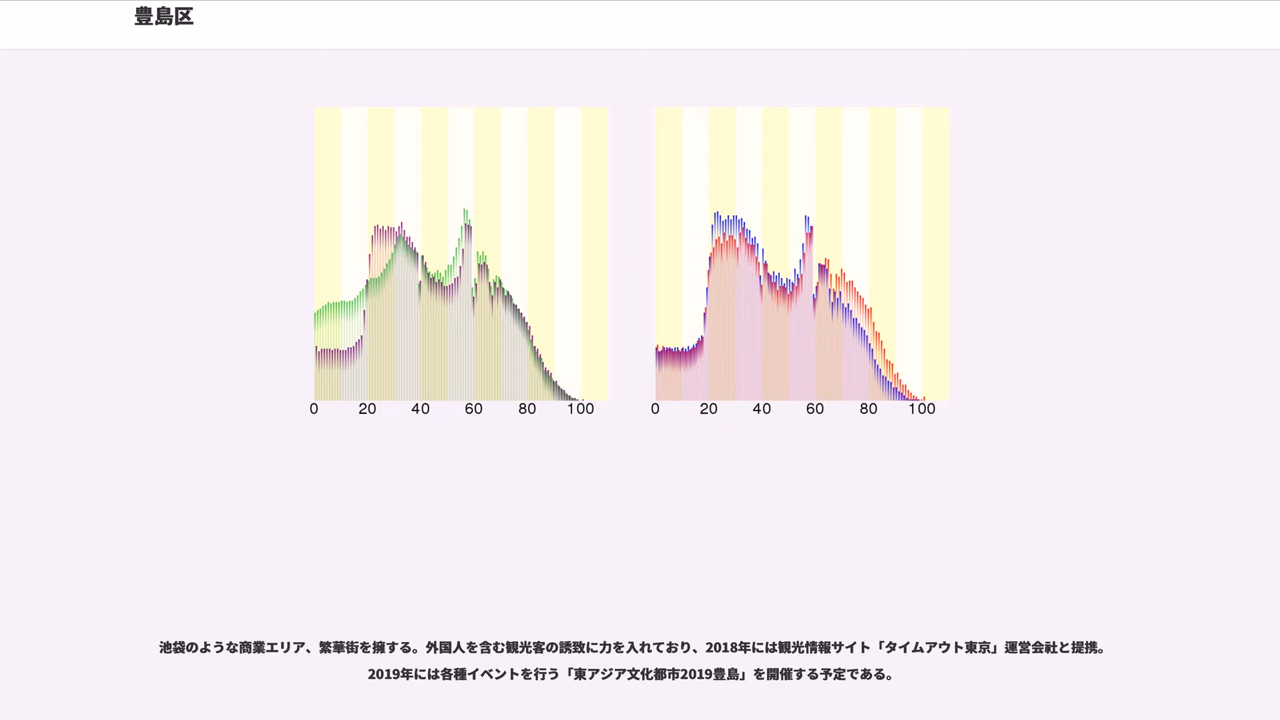 豊島区
0 20 40 60 80 100
0 20 40 60 80 100
池袋のような商業エリア、繁華街を擁する。外国人を含む観光客の誘致に力を入れており、2018年には観光情報サイト「タイムアウト東京」運営会社と提携。
2019年には各種イベントを行う「東アジア文化都市2019豊島」を開催する予定である。